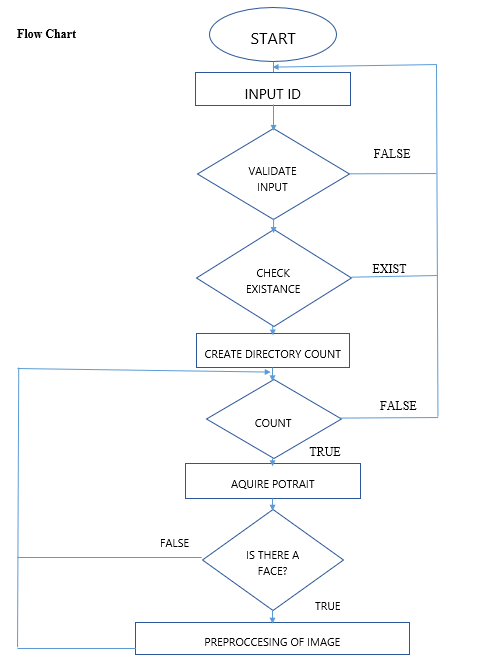 Flow Chart
START
INPUT ID
FALSE
VALIDATE
INPUT
EXIST
CHECK
EXISTANCE
CREATE DIRECTORY COUNT
FALSE
COUNT
TRUE
AQUIRE POTRAIT
FALSE
IS THERE A
FACE?
TRUE
PREPROCCESING OF IMAGE